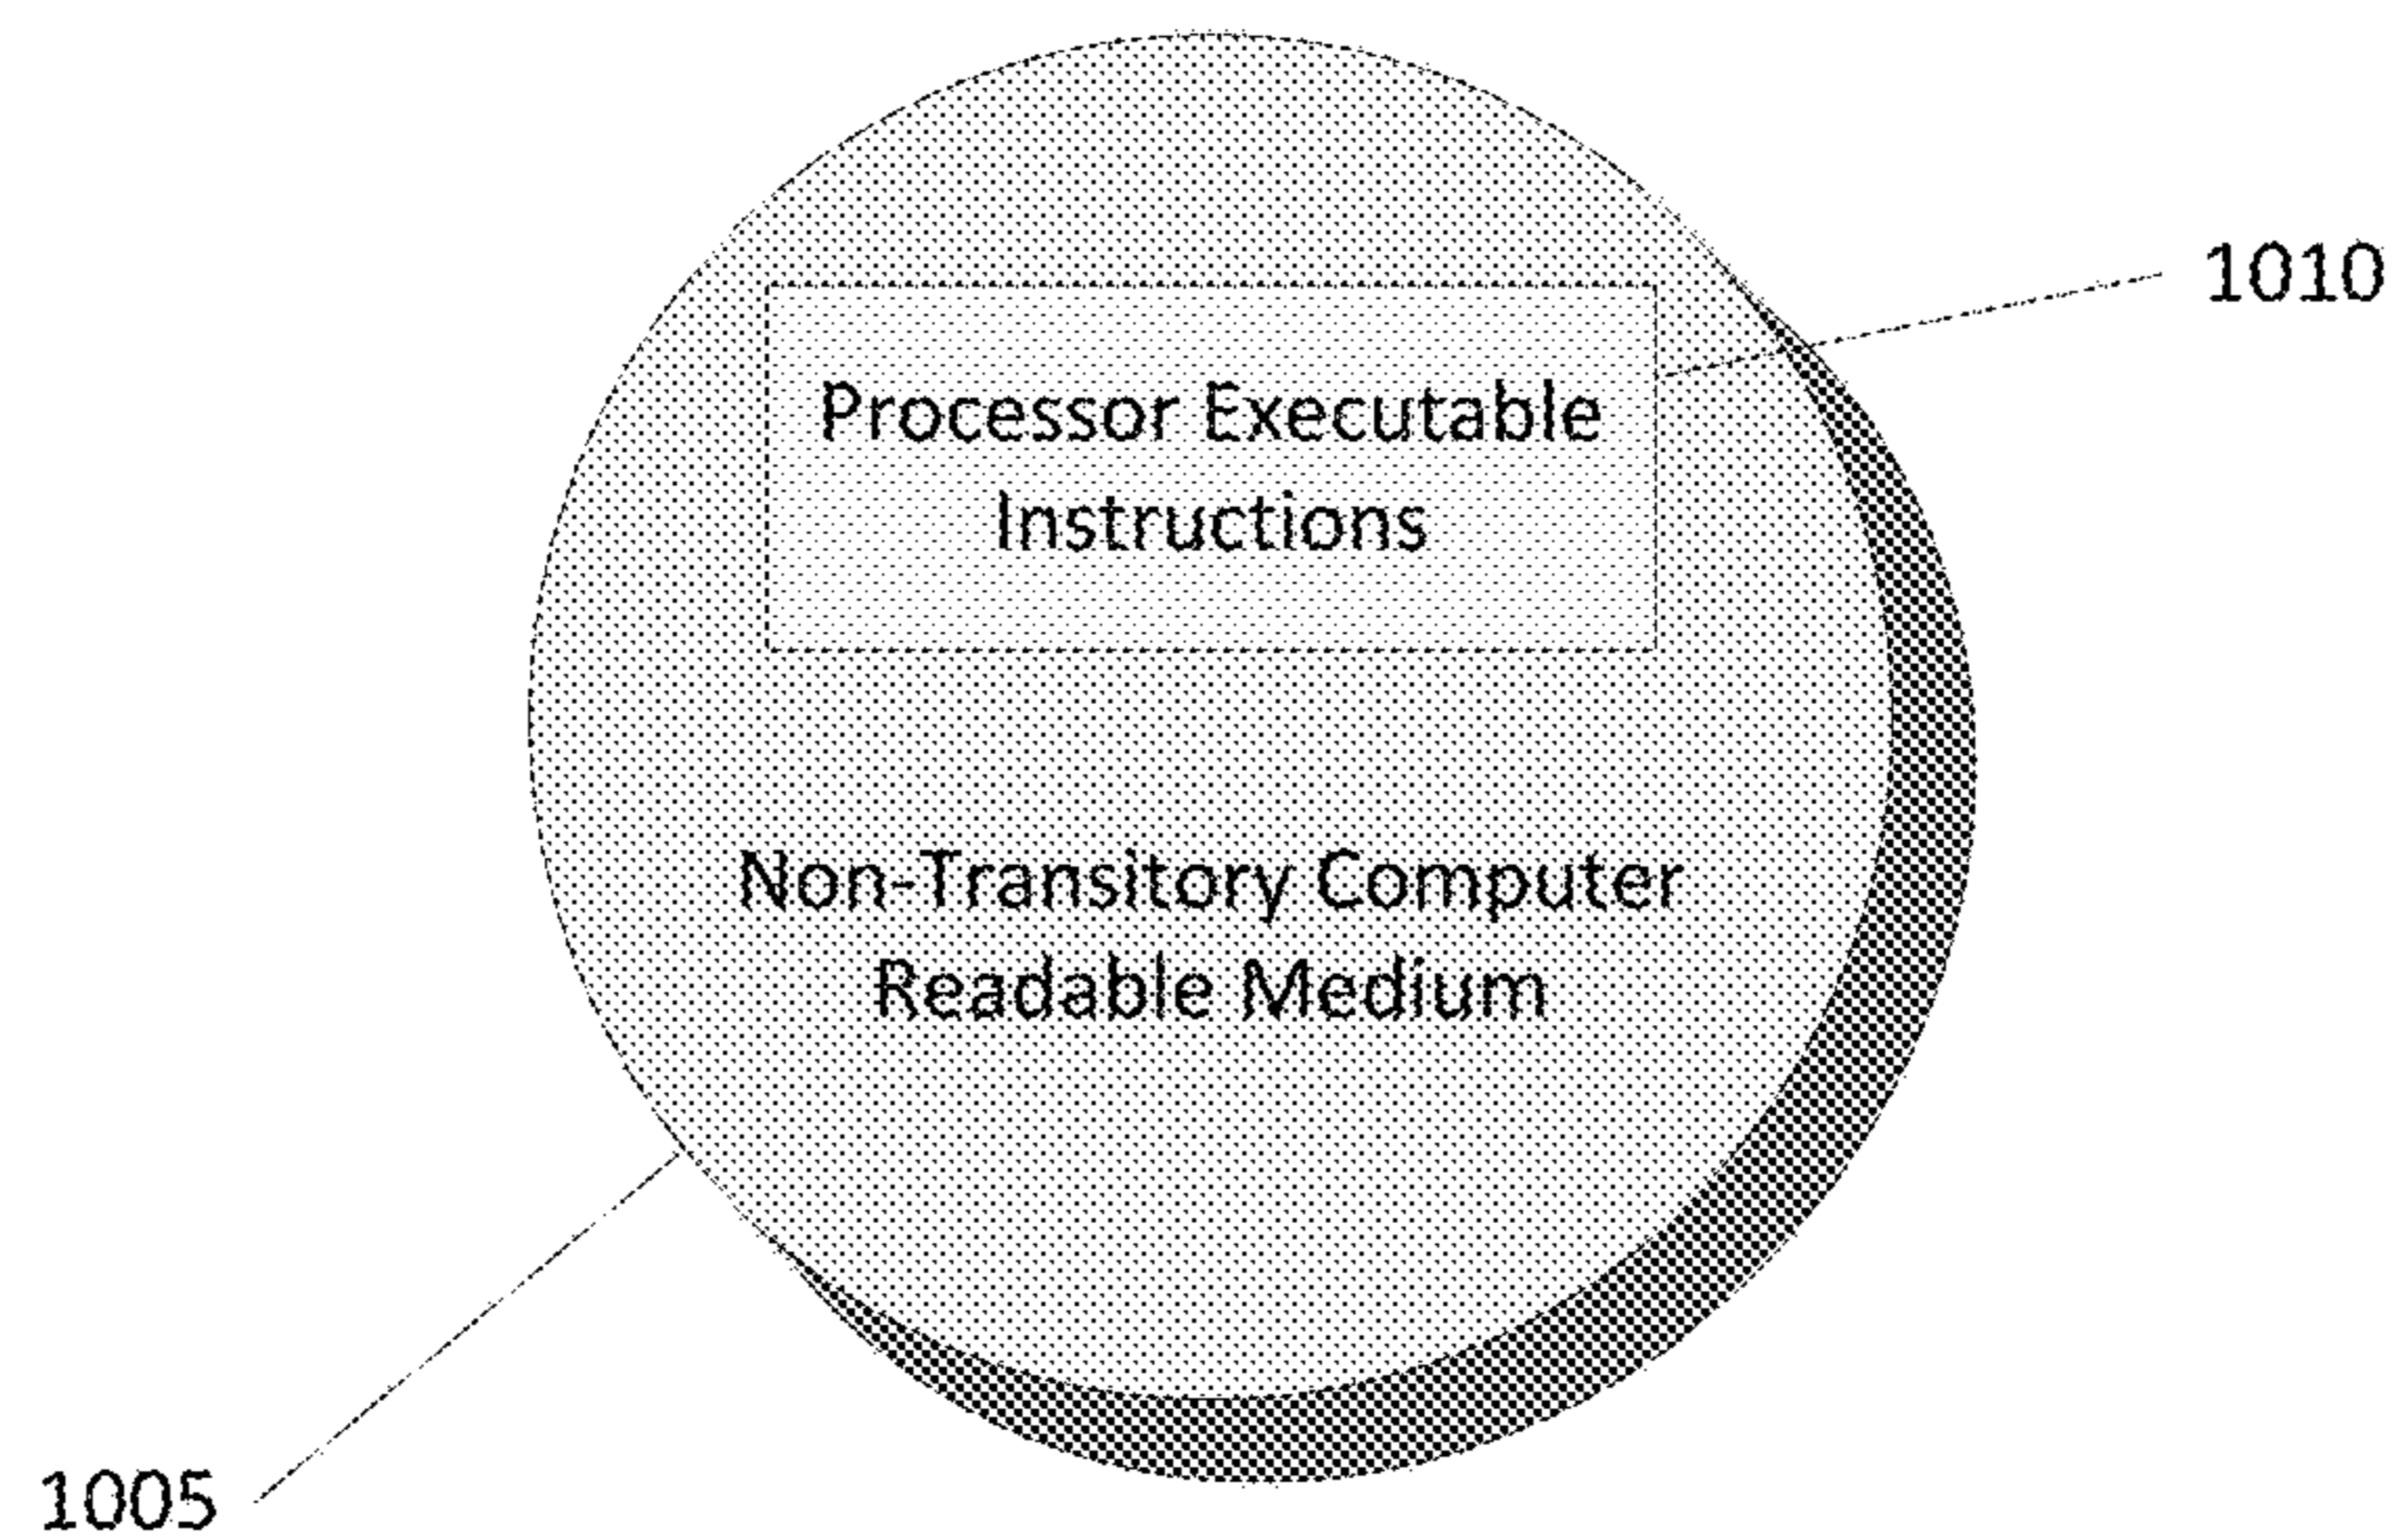 1010
Processor Executable
Instructions
Non-Transitory Computer
Readable Medium
1005